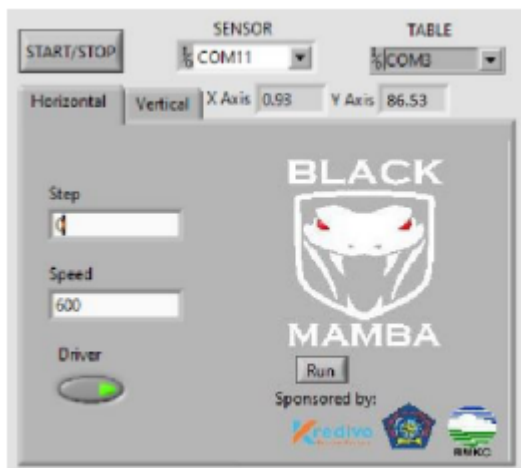 SENSOR
TABLE
START/STOP
COM11
COM3
Horizontal
Vertical
X Axis 0.93
Y Axis 86.53
Step
Speed
600
Driver
BLACK
MAMBA
Run
Sponsored by:
Kredivo